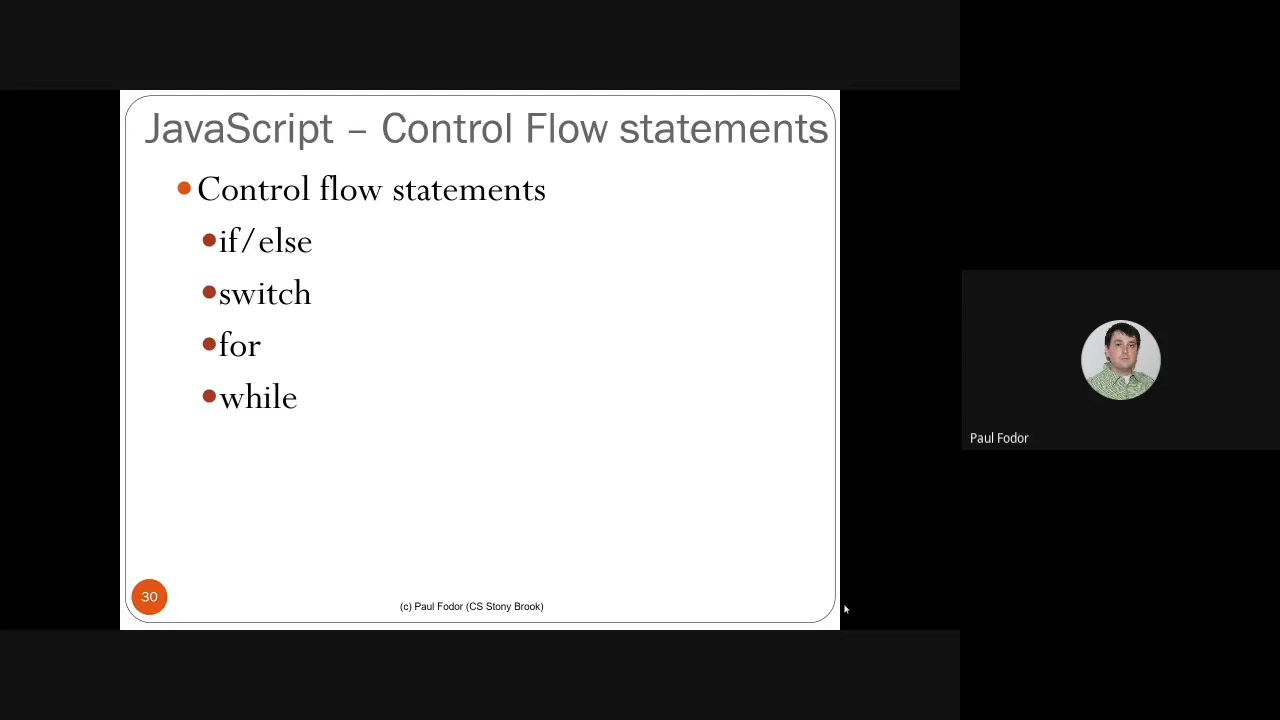 JavaScript – Control Flow statements
Control flow statements
if/else
switch
for
while
30
(c) Paul Fodor (CS Stony Brook)
Paul Fodor